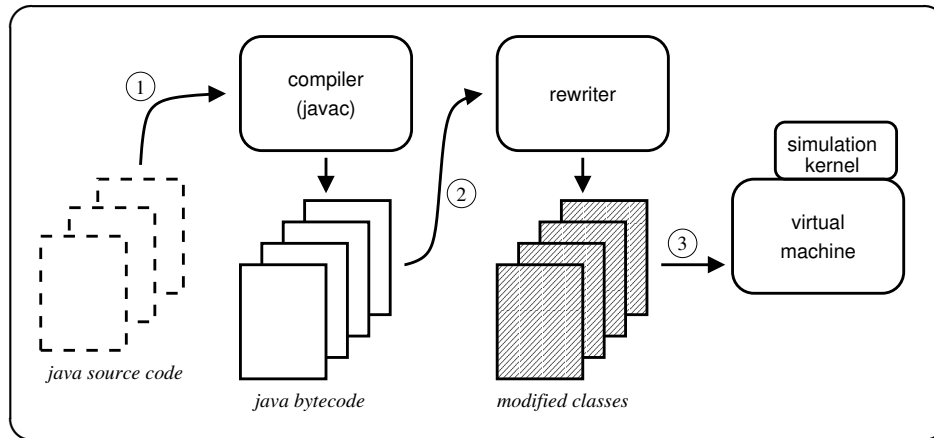 1
compiler
(javac)
rewriter
simulation
kernel
2
virtual
machine
3
java source code
java bytecode
modified classes